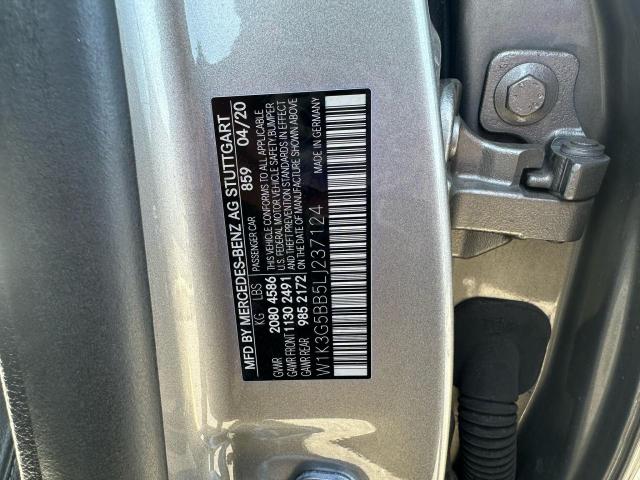 MFD BY MERCEDES-BENZ AG STUTTGART
PASSENGER CAR 859 04/20
KG LBS
GVWR 2080 4586
GAWR FRONT 1130 2491
GAWR REAR 985 2172
THIS VEHICLE CONFORMS TO ALL APPLICABLE
U.S. FEDERAL MOTOR VEHICLE SAFETY, BUMPER
AND THEFT PREVENTION STANDARDS IN EFFECT
ON THE DATE OF MANUFACTURE SHOWN ABOVE
W1K3G5BB5LJ237124
MADE IN GERMANY